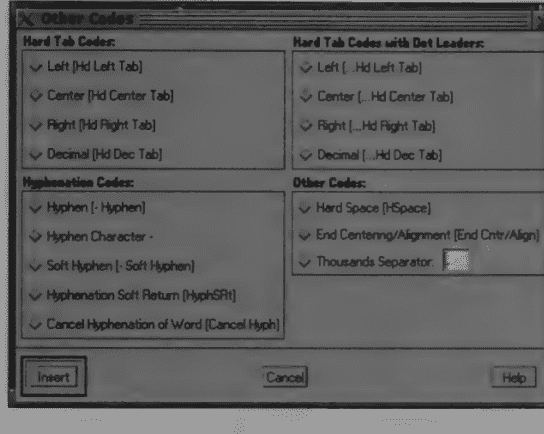 Other Codes
Hard Tab Codes:
Left [Hd Left Tab]
Center [Hd Center Tab]
Right [Hd Right Tab]
Decimal [Hd Dec Tab]
Hard Tab Codes with Dot Leaders:
Left [...Hd Left Tab]
Center [...Hd Center Tab]
Right [...Hd Right Tab]
Decimal [...Hd Dec Tab]
Hyphenation Codes:
Hyphen [- Hyphen]
Hyphen Character -
Soft Hyphen [- Soft Hyphen]
Hyphenation Soft Return [HyphSRt]
Cancel Hyphenation of Word [Cancel Hyph]
Other Codes:
Hard Space [HSpace]
End Centering/Alignment [End Cntr/Align]
Thousands Separator:
Insert
Cancel
Help